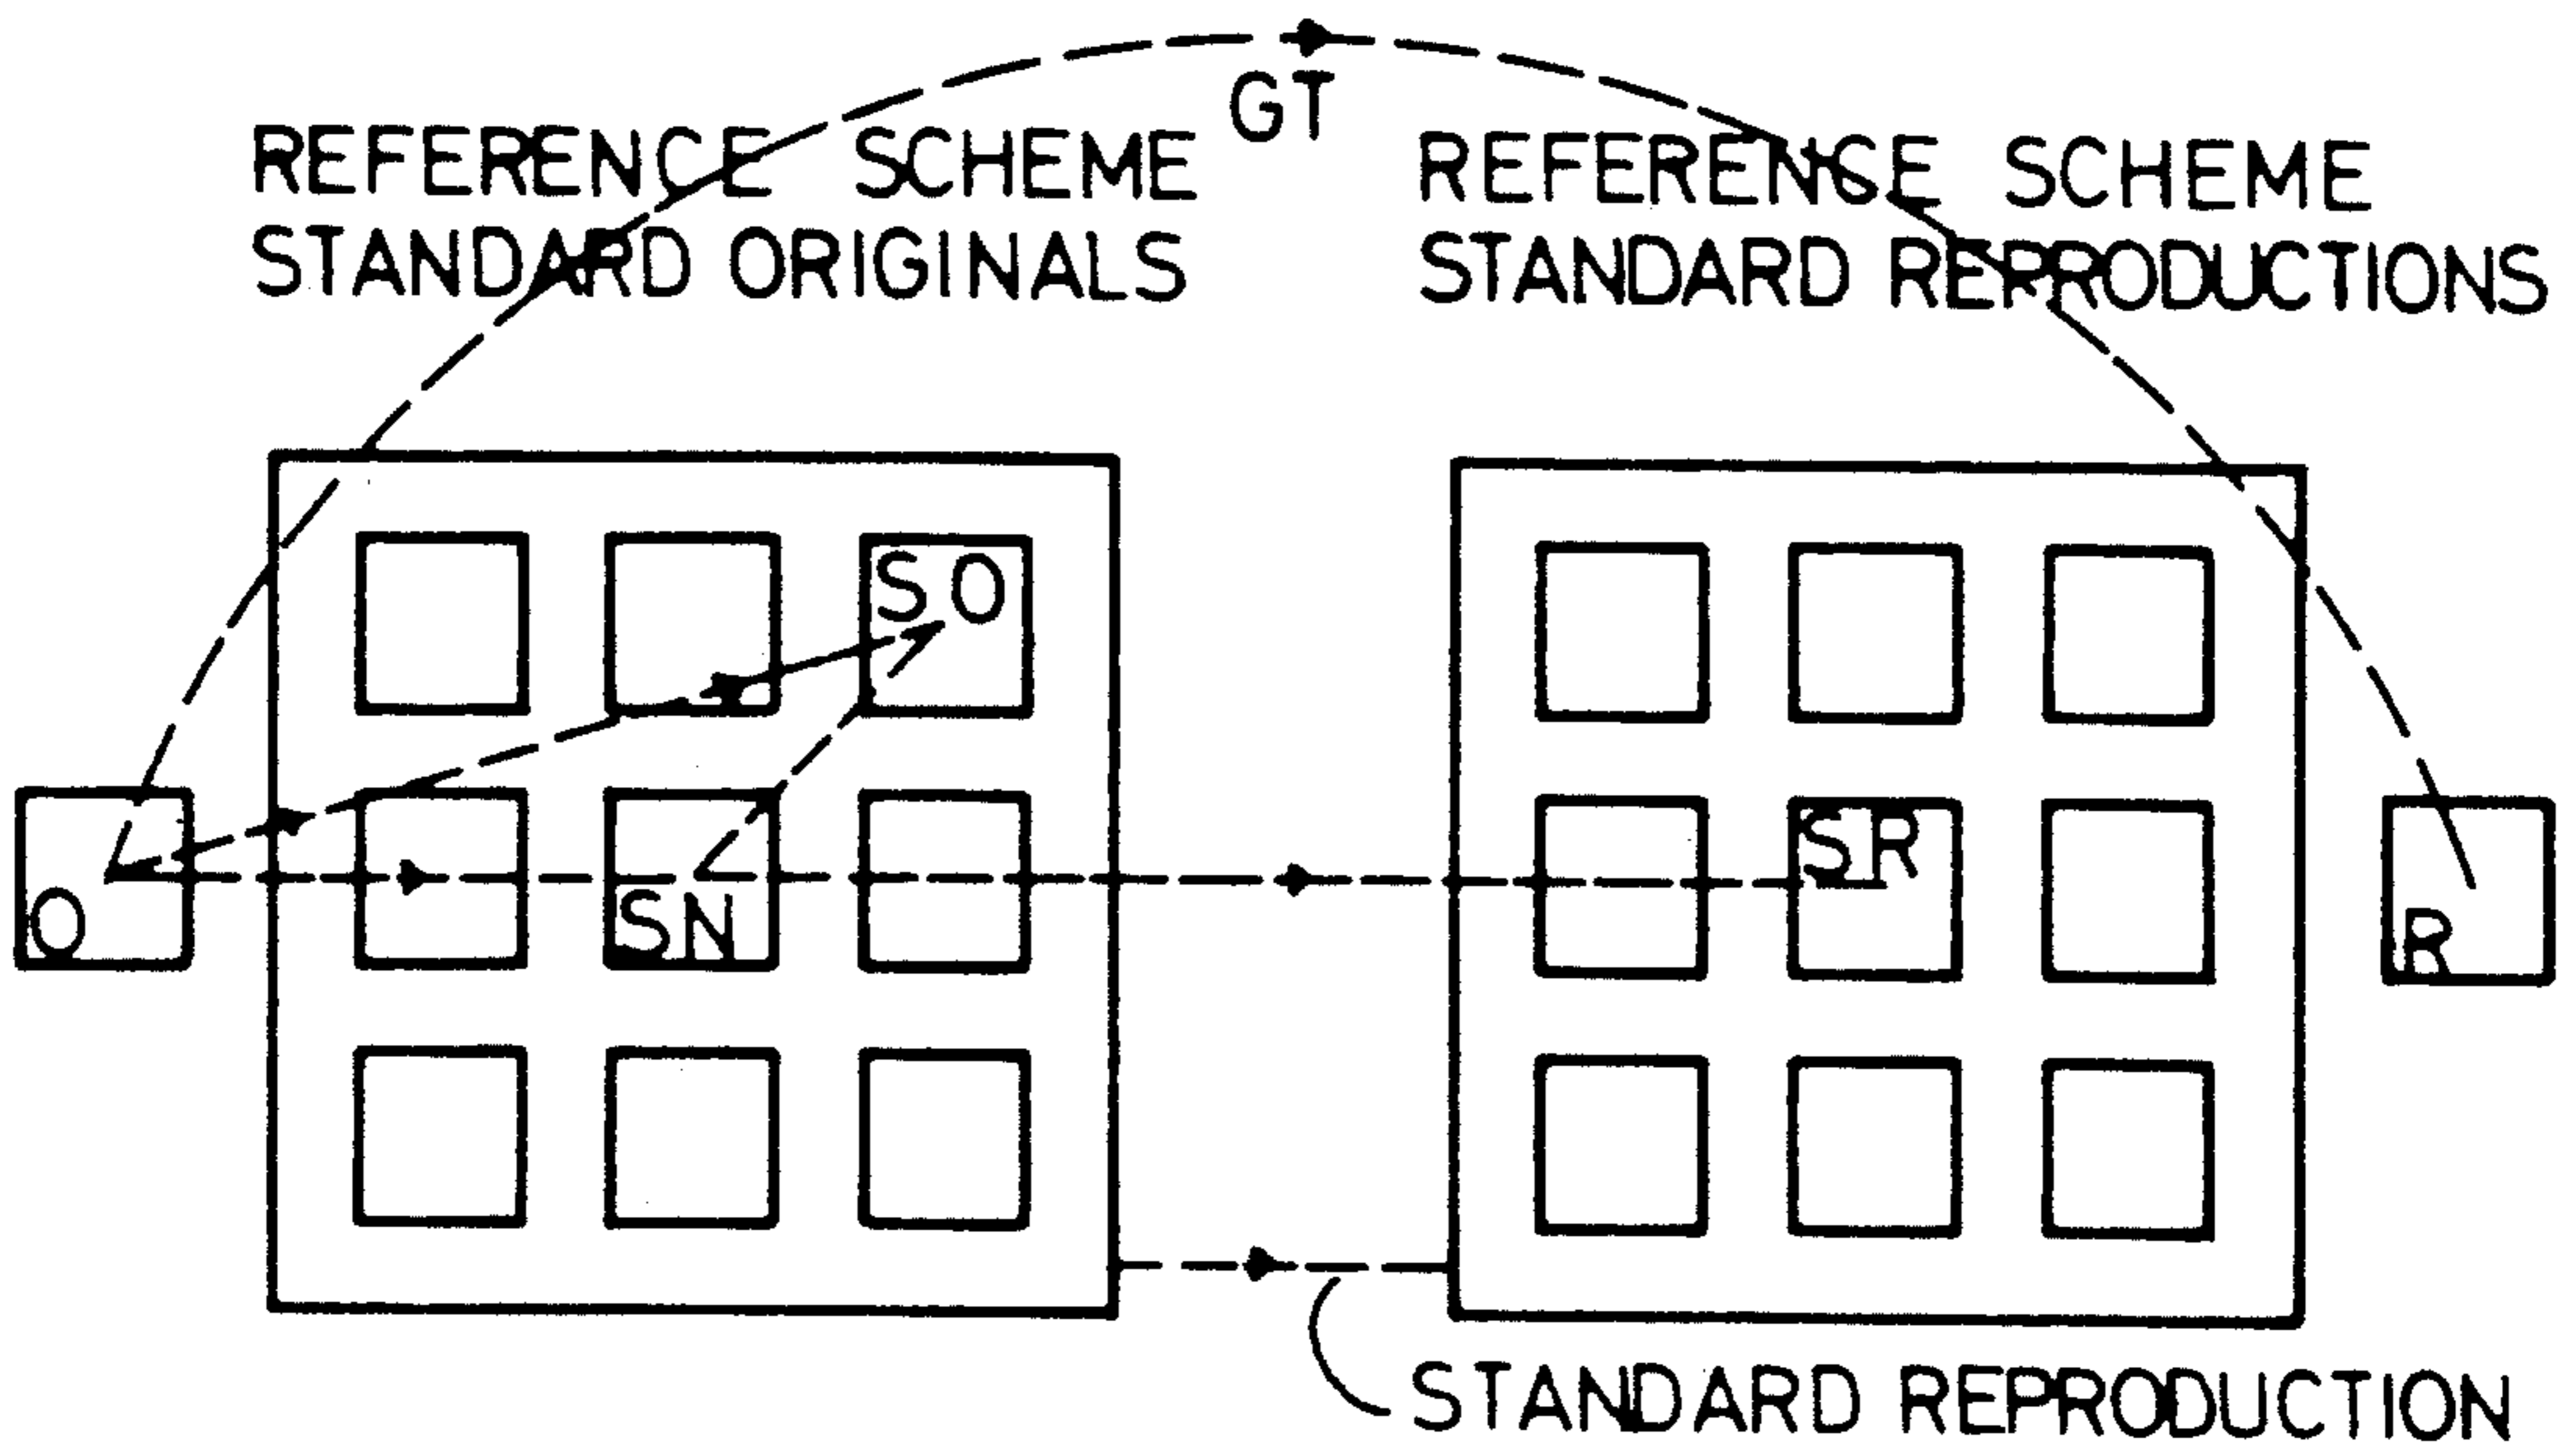 GT
REFERENCE SCHEME
STANDARD ORIGINALS
REFERENCE SCHEME
STANDARD REPRODUCTIONS
SO
O
SN
SR
R
STANDARD REPRODUCTION